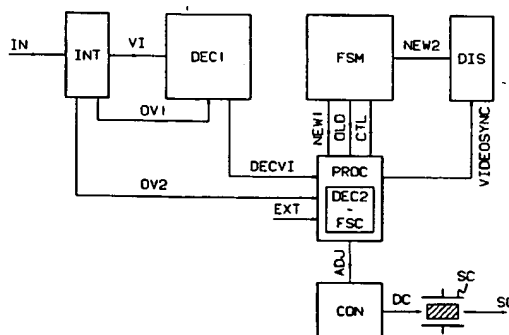 IN
INT
VI
DEC1
FSM
NEW2
DIS
OV1
NEW1
OLD
CTL
VIDEOSYNC
DECVI
PROC
OV2
DEC2
-
FSC
EXT
ADJ
CON
DC
SC